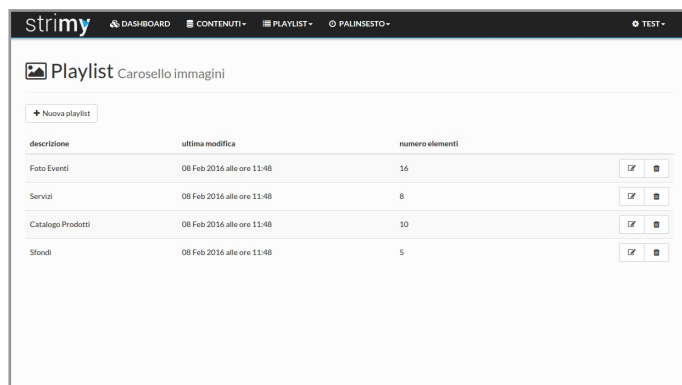 strimy DASHBOARD CONTENUTI PLAYLIST PALINSESTO TEST
Playlist Carosello immagini
Nuova playlist
descrizione ultima modifica numero elementi
Foto Eventi 08 Feb 2016 alle ore 11:48 16
Servizi 08 Feb 2016 alle ore 11:48 8
Catalogo Prodotti 08 Feb 2016 alle ore 11:48 10
Sfondi 08 Feb 2016 alle ore 11:48 5